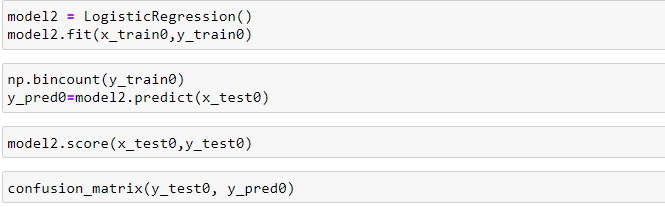 model2 = LogisticRegression()
model2.fit(x_train0,y_train0)
np.bincount(y_train0)
y_pred0=model2.predict(x_test0)
model2.score(x_test0,y_test0)
confusion_matrix(y_test0, y_pred0)